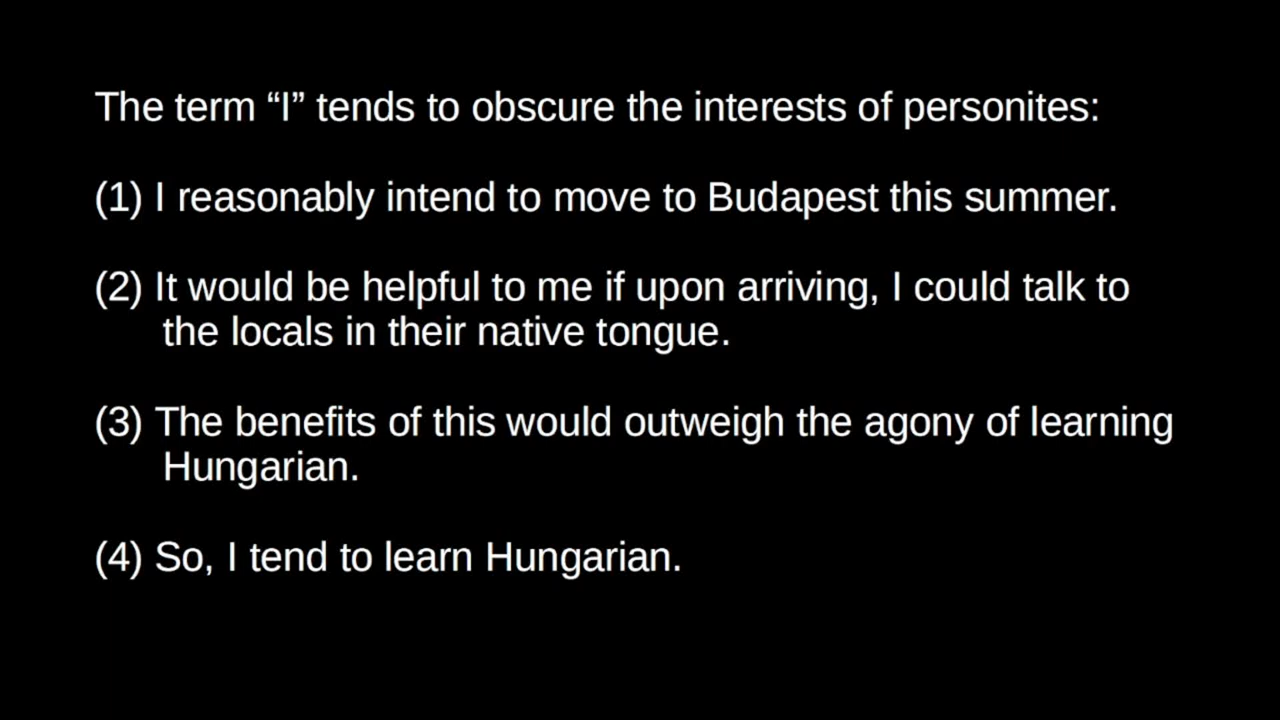 The term “I” tends to obscure the interests of personites:
(1) I reasonably intend to move to Budapest this summer.
(2) It would be helpful to me if upon arriving, I could talk to
the locals in their native tongue.
(3) The benefits of this would outweigh the agony of learning
Hungarian.
(4) So, I tend to learn Hungarian.